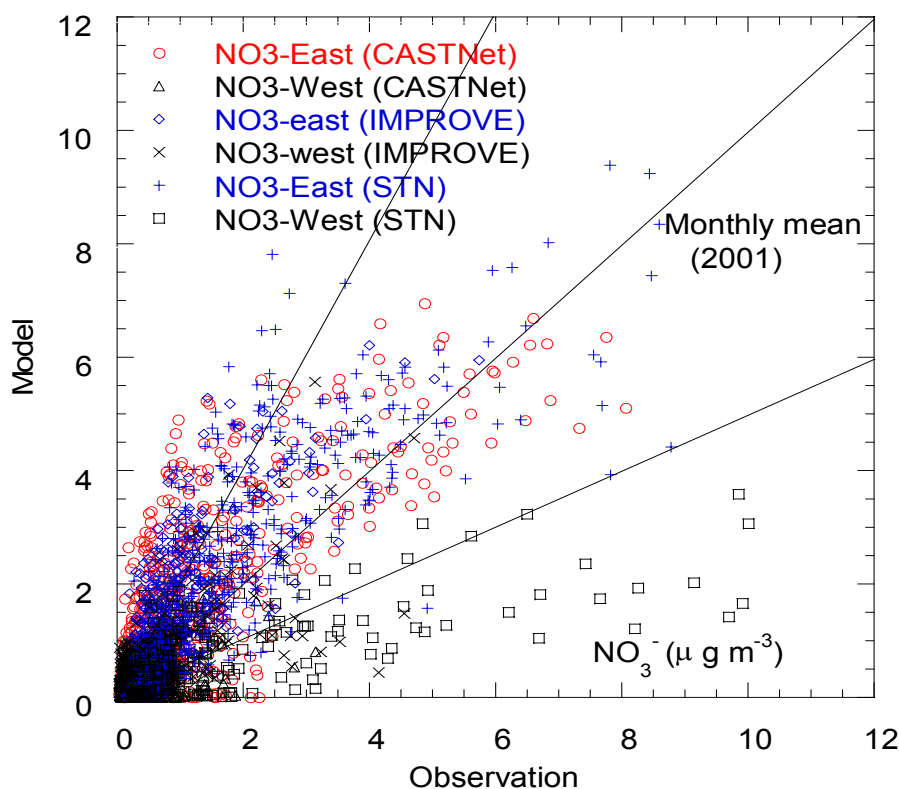 12
10
8
6
4
2
0
Model
NO3-East (CASTNet)
NO3-West (CASTNet)
NO3-east (IMPROVE)
NO3-west (IMPROVE)
NO3-East (STN)
NO3-West (STN)
Monthly mean
(2001)
NO₃⁻ (μ g m⁻³)
0 2 4 6 8 10 12
Observation